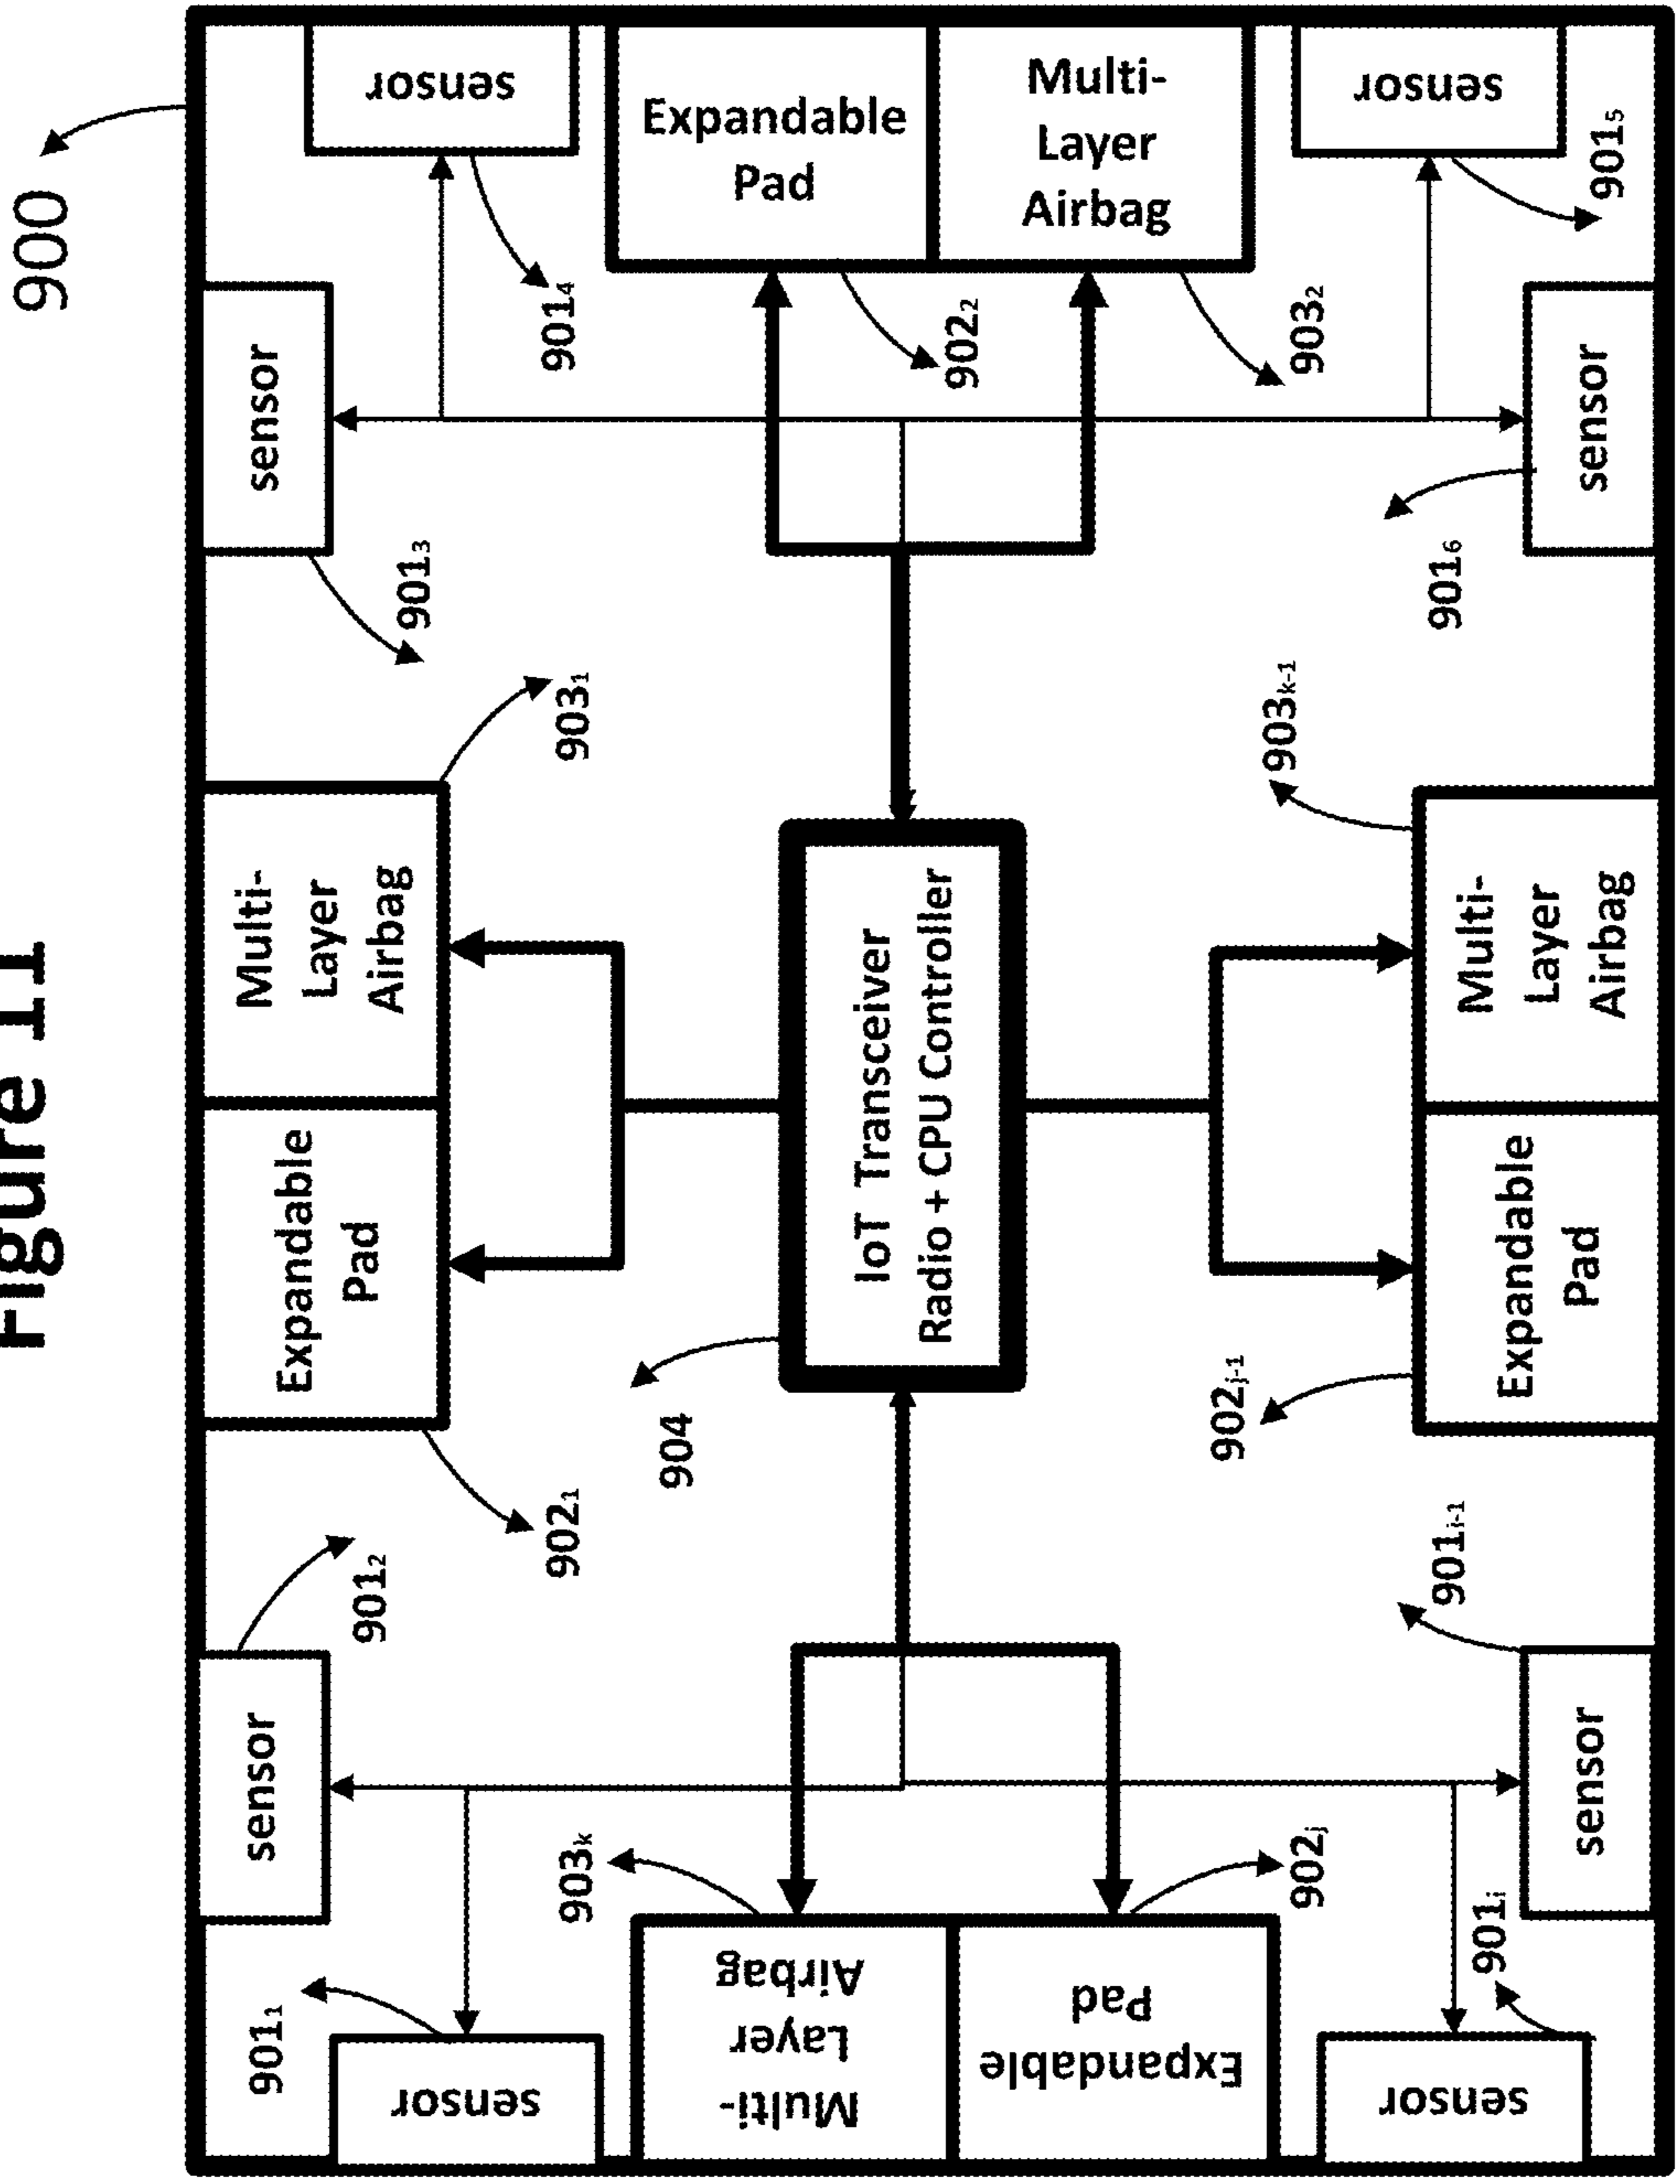 Figure 11
900
901₁
sensor
901₂
Expandable
Pad
902₁
Multi-
Layer
Airbag
903₁
sensor
901₃
sensor
901₄
sensor
Multi-
Layer
Airbag
903ₖ
904
IoT Transceiver
Radio + CPU Controller
Expandable
Pad
902₂
Expandable
Pad
902ⱼ
Multi-
Layer
Airbag
903₂
sensor
901ᵢ
sensor
901ᵢ₋₁
Expandable
Pad
902ⱼ₋₁
Multi-
Layer
Airbag
903ₖ₋₁
sensor
901₆
sensor
901₅